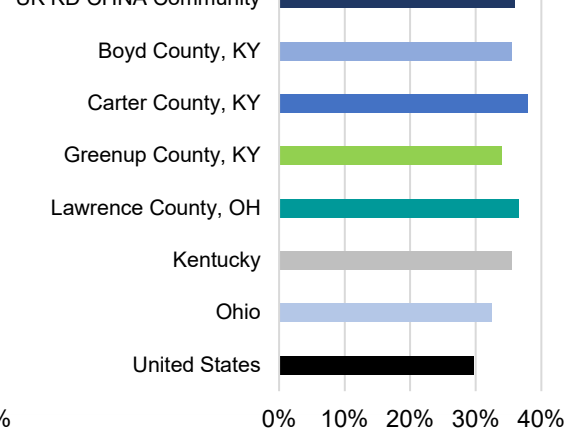 UK KD CHNA Community
Boyd County, KY
Carter County, KY
Greenup County, KY
Lawrence County, OH
Kentucky
Ohio
United States
% 0% 10% 20% 30% 40%